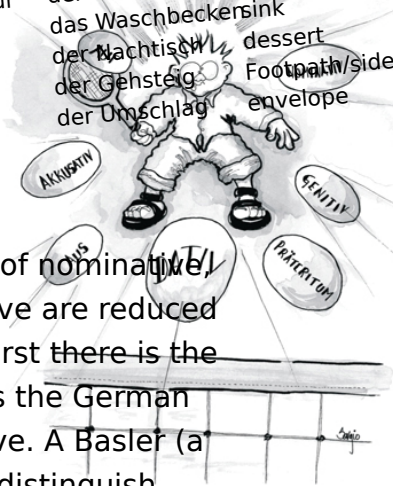 das Waschbecken sink
der Nachtisch dessert
der Gehsteig Footpath/side
der Umschlag envelope
AKKUSATIV
GENITIV
DATIV
PRÄTERITUM
of nominative,
ve are reduced
rst there is the
s the German
ve. A Basler (a
distinguish